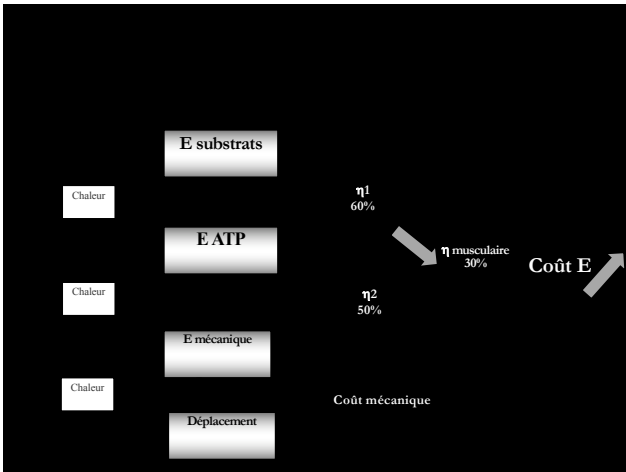 E substrats
Chaleur
η1
60%
E ATP
η musculaire
30%
Coût E
Chaleur
η2
50%
E mécanique
Chaleur
Coût mécanique
Déplacement